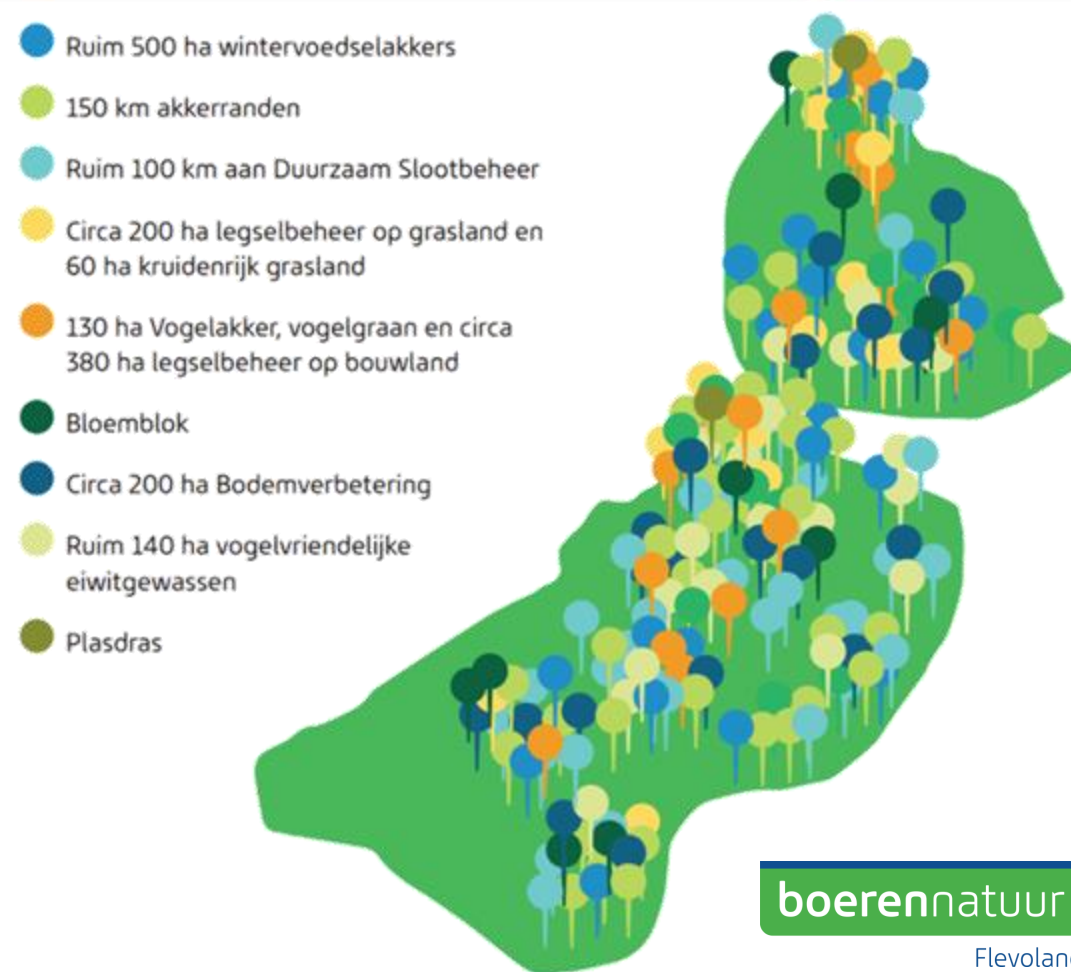 Ruim 500 ha wintervoedselakkers
150 km akkerranden
Ruim 100 km aan Duurzaam Slootbeheer
Circa 200 ha legselbeheer op grasland en
60 ha kruidenrijk grasland
130 ha Vogelakker, vogelgraan en circa
380 ha legselbeheer op bouwland
Bloemblok
Circa 200 ha Bodemverbetering
Ruim 140 ha vogelvriendelijke
eiwitgewassen
Plasdras
boerennatuur
Flevoland